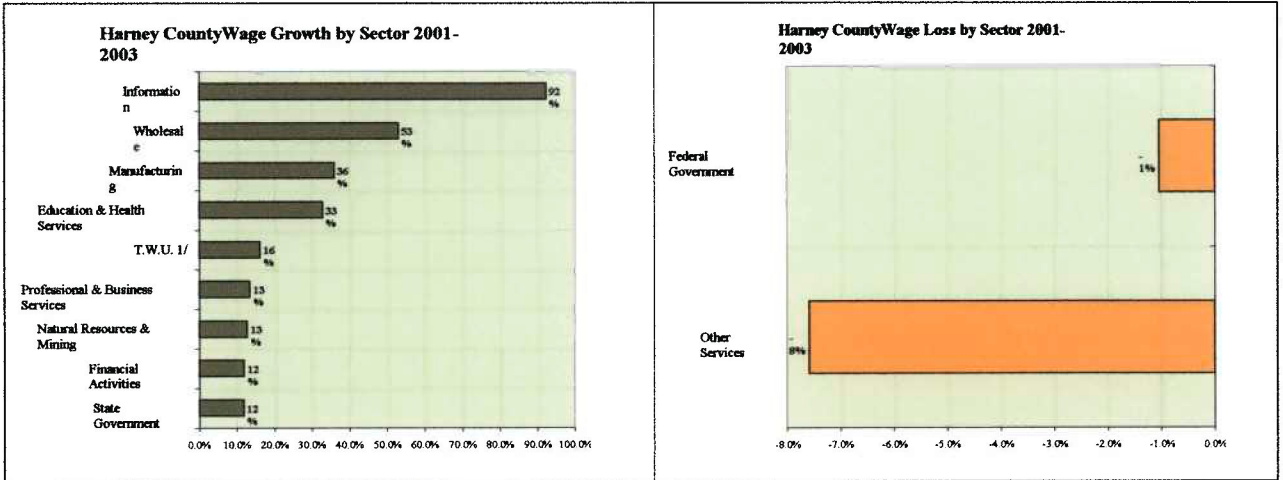 Harney CountyWage Growth by Sector 2001-
2003
Informatio
n
92
%
Wholesal
e
53
%
Manufacturin
g
36
%
Education & Health
Services
33
%
T.W.U. 1/
16
%
Professional & Business
Services
13
%
Natural Resources &
Mining
13
%
Financial
Activities
12
%
State
Government
12
%
0.0% 10.0% 20.0% 30.0% 40.0% 50.0% 60.0% 70.0% 80.0% 90.0% 100.0%
Harney CountyWage Loss by Sector 2001-
2003
Federal
Government
-
1%
Other
Services
-
8%
-8.0% -7.0% -6.0% -5.0% -4.0% -3.0% -2.0% -1.0% 0.0%